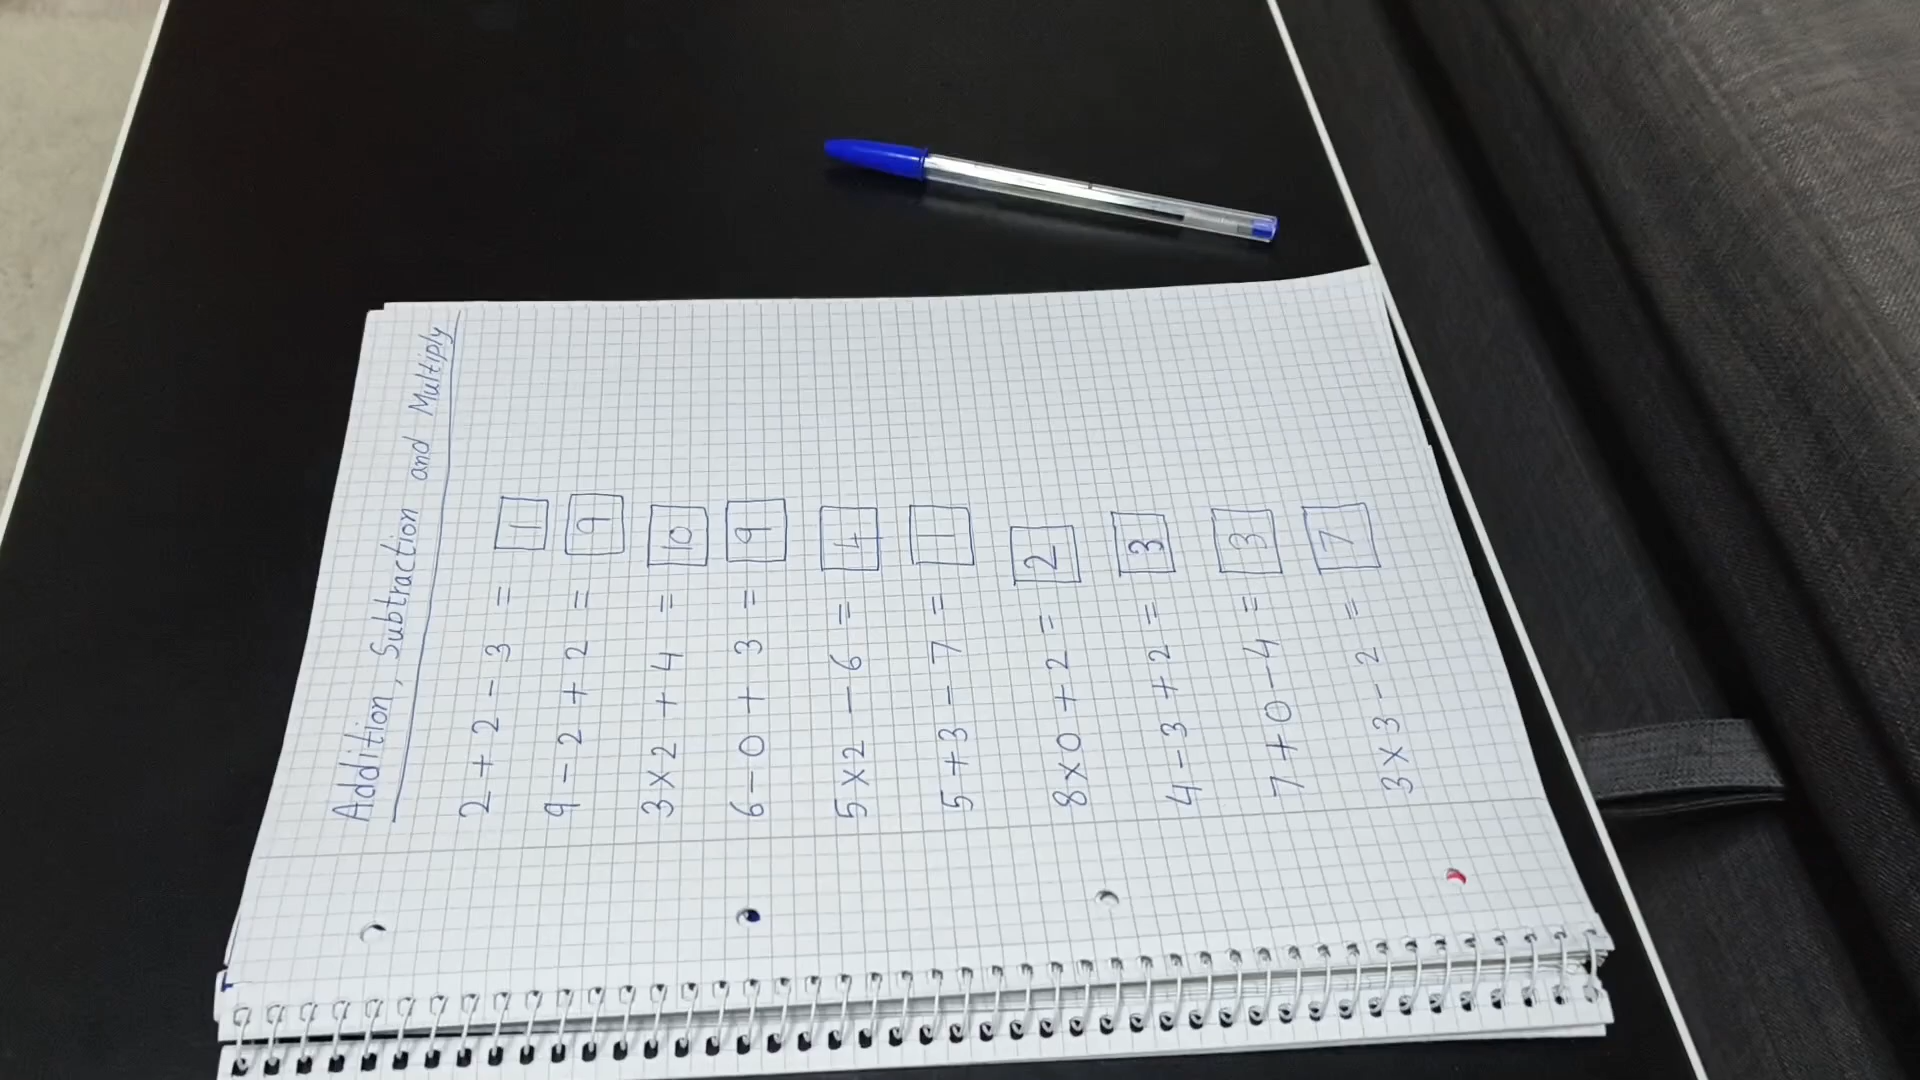 Addition, Subtraction and Multiply
2 + 2 - 3 = 1
9 - 2 + 2 = 9
3 x 2 + 4 = 10
6 - 0 + 3 = 9
5 x 2 - 6 = 4
5 + 3 - 7 = 1
8 x 0 + 2 = 2
4 - 3 + 2 = 3
7 + 0 - 4 = 3
3 x 3 - 2 = 7